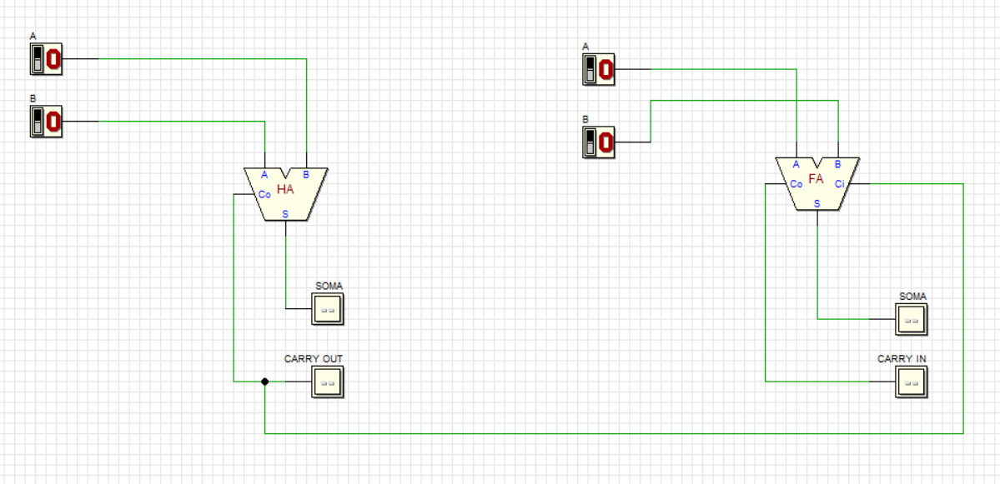 A
0
B
0
A B
HA
Co
S
SOMA
--
CARRY OUT
--
A
0
B
0
A B
FA
Co Ci
S
SOMA
--
CARRY IN
--